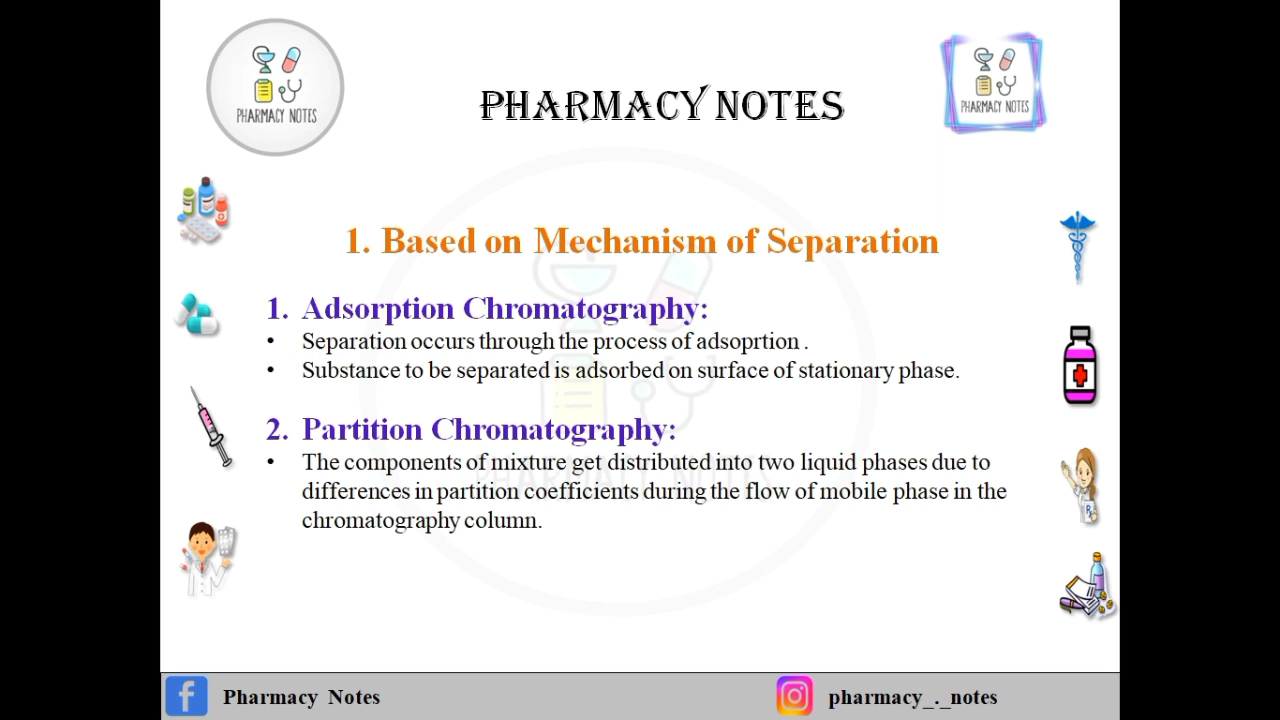 PHARMACY NOTES
PHARMACY NOTES
PHARMACY NOTES
1. Based on Mechanism of Separation
1. Adsorption Chromatography:
• Separation occurs through the process of adsoprtion .
• Substance to be separated is adsorbed on surface of stationary phase.
2. Partition Chromatography:
• The components of mixture get distributed into two liquid phases due to
differences in partition coefficients during the flow of mobile phase in the
chromatography column.
PHARMACY NOTES
Pharmacy Notes
pharmacy_._notes